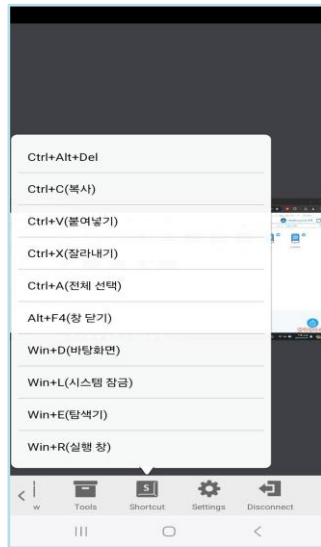 Ctrl+Alt+Del
Ctrl+C(복사)
Ctrl+V(붙여넣기)
Ctrl+X(잘라내기)
Ctrl+A(전체 선택)
Alt+F4(창 닫기)
Win+D(바탕화면)
Win+L(시스템 잠금)
Win+E(탐색기)
Win+R(실행 창)
w Tools Shortcut Settings Disconnect